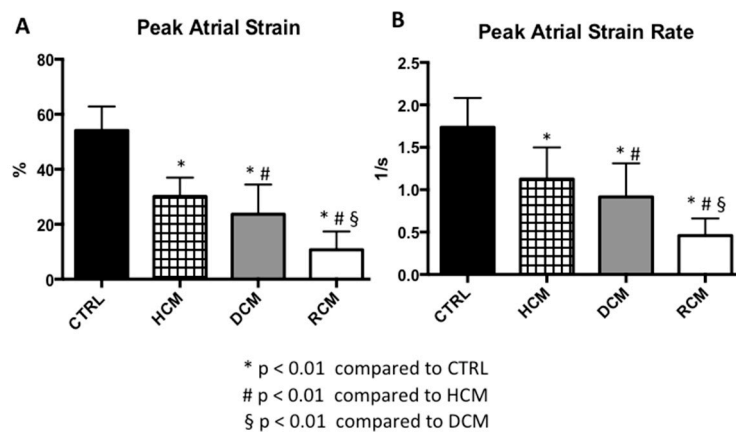 A
Peak Atrial Strain
80
60
40
20
0
%
*
* #
* # §
CTRL
HCM
DCM
RCM
B
Peak Atrial Strain Rate
2.5
2.0
1.5
1.0
0.5
0.0
1/s
*
* #
* # §
CTRL
HCM
DCM
RCM
* p < 0.01 compared to CTRL
# p < 0.01 compared to HCM
§ p < 0.01 compared to DCM